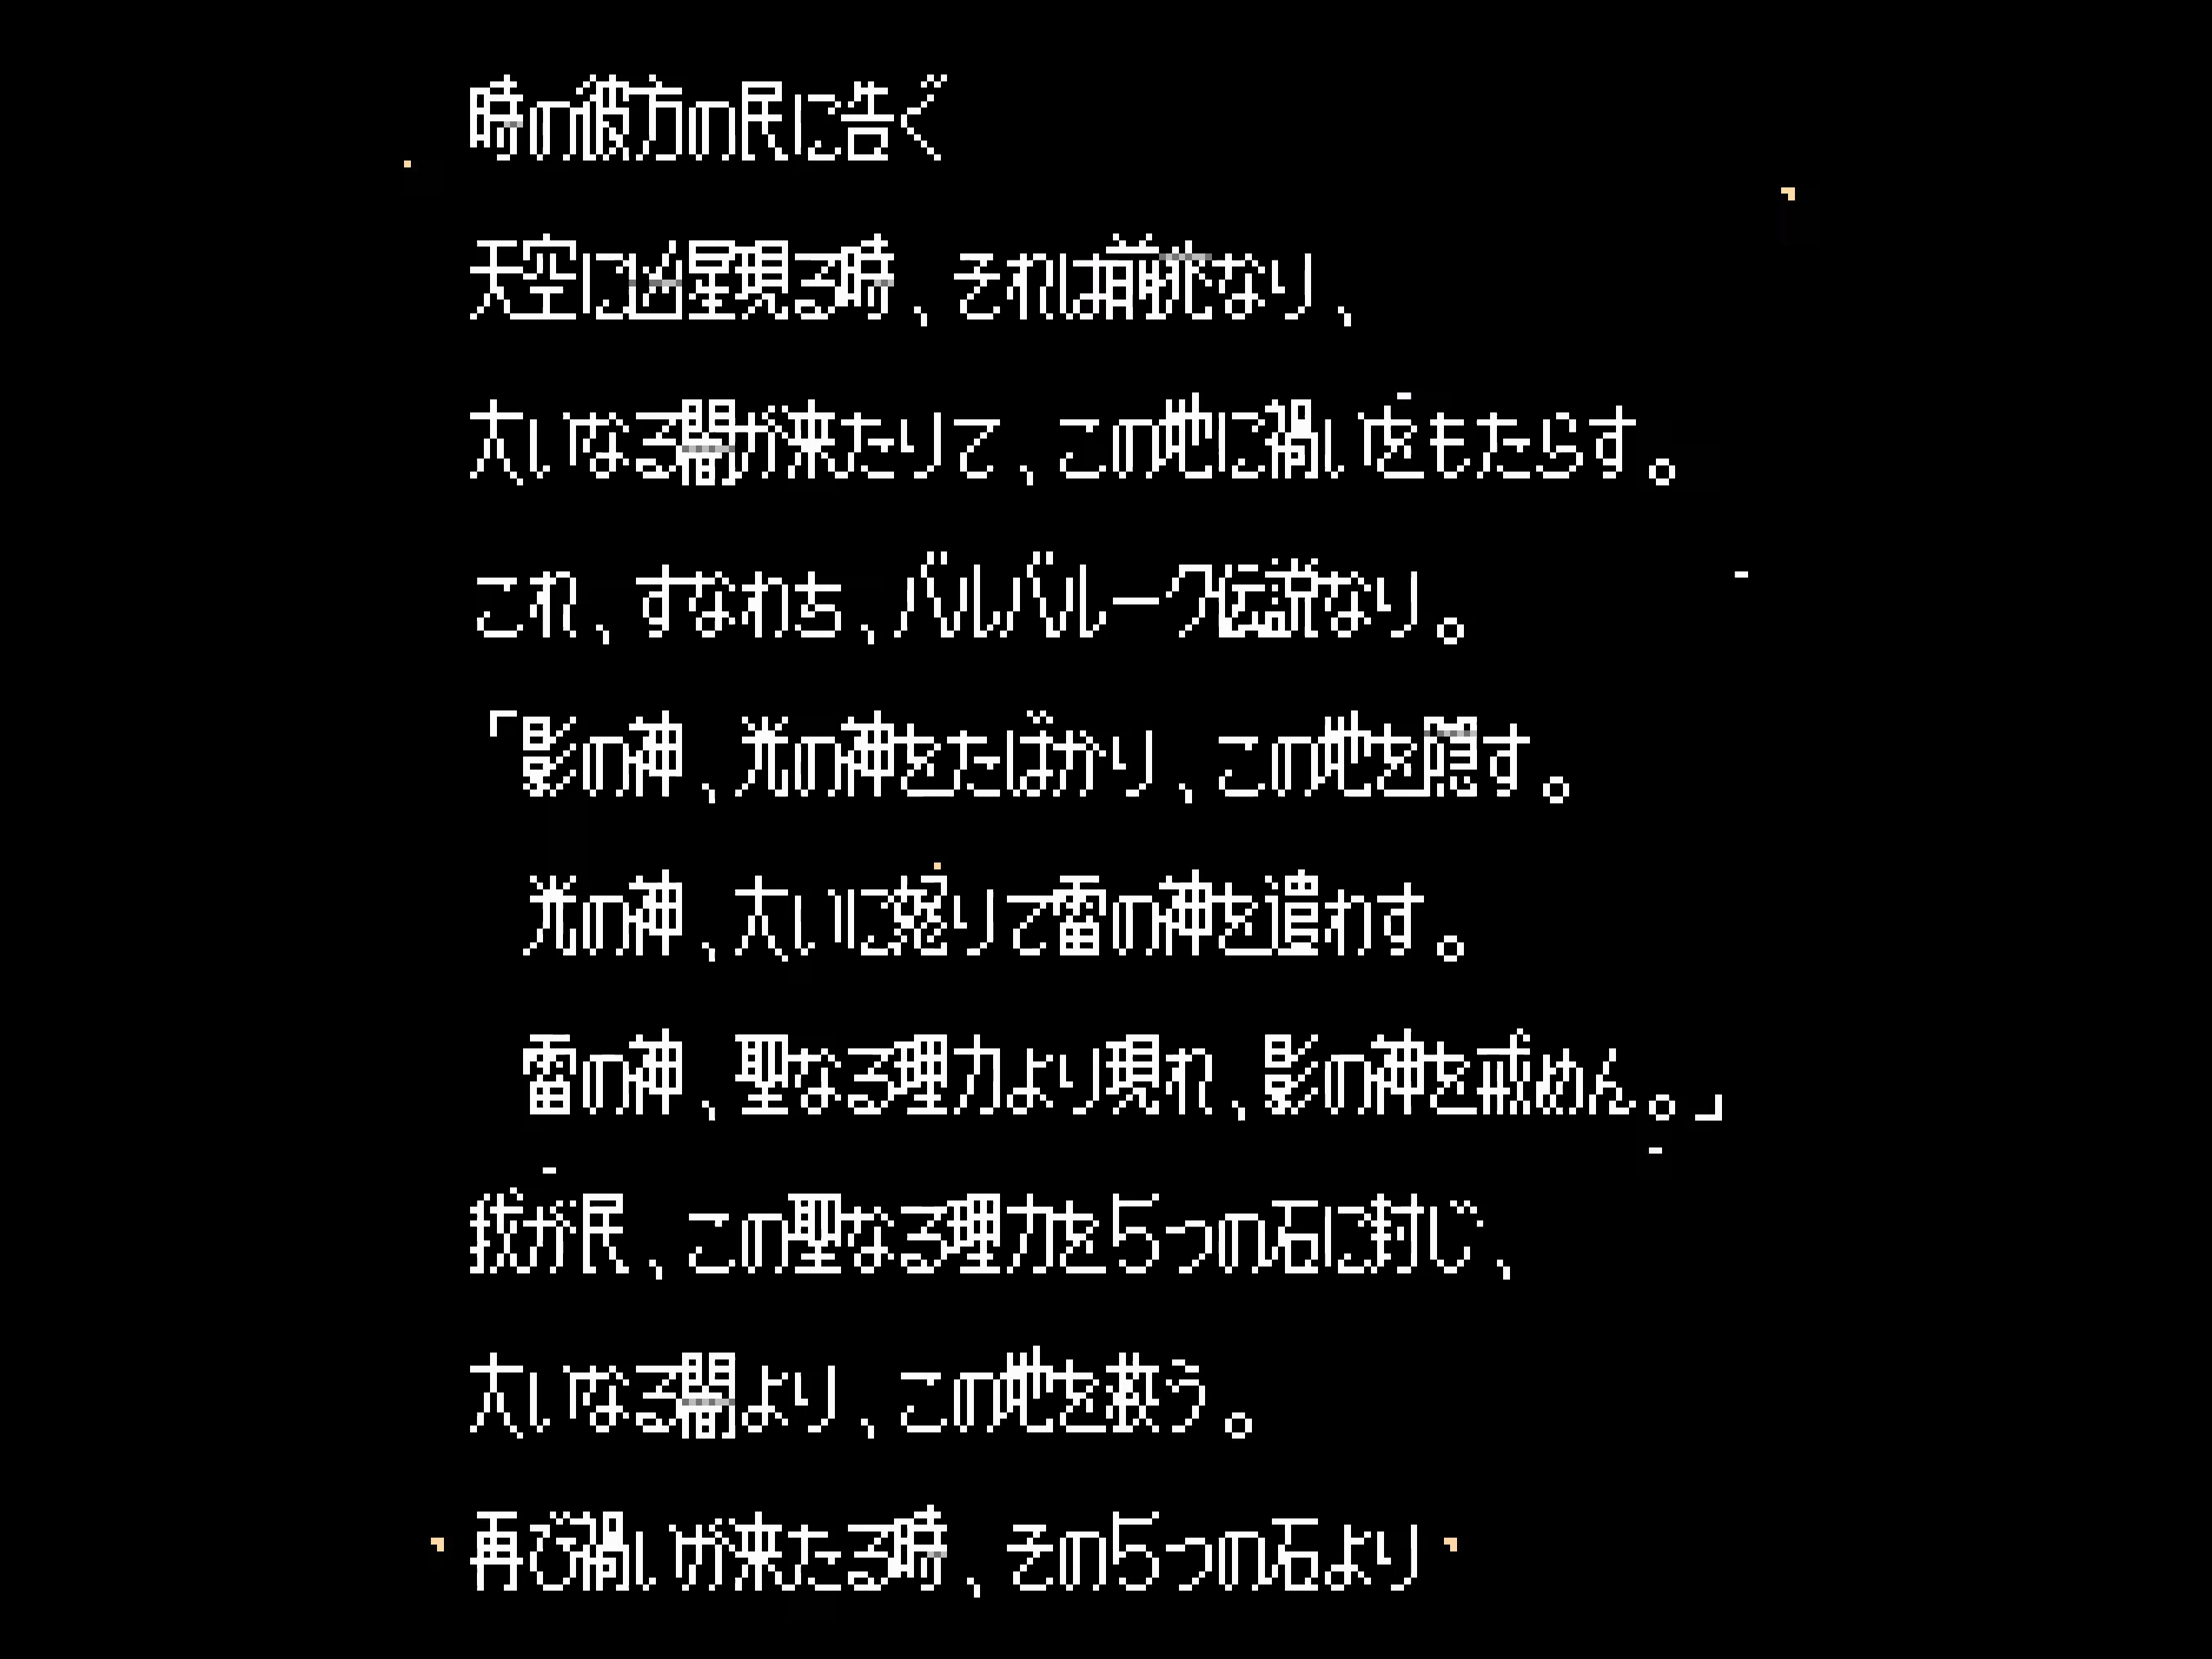 時の彼方の民に告ぐ
天空に凶星現る時、それは前兆なり、
大いなる闇が来たりて、この地に禍いをもたらす。
これ、すなわち、バルバルーク伝説なり。
「影の神、光の神をたばかり、この地を隠す。
光の神、大いに怒りて雷の神を遣わす。
雷の神、聖なる理力より現れ、影の神を戒めん。」
我が民、この聖なる理力を5つの石に封じ、
大いなる闇より、この地を救う。
再び禍いが来たる時、その5つの石より